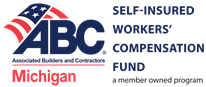 ABC
Associated Builders and Contractors
Michigan
SELF-INSURED
WORKERS'
COMPENSATION
FUND
a member owned program